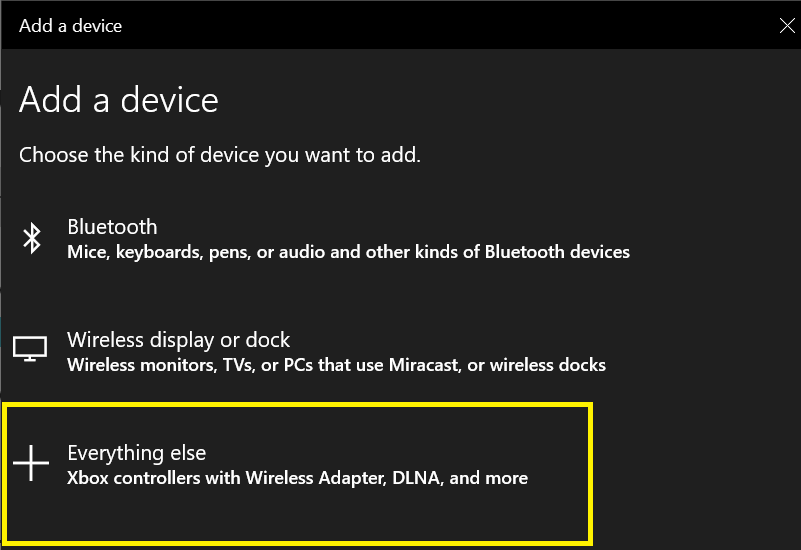 Add a device
Add a device
Choose the kind of device you want to add.
Bluetooth
Mice, keyboards, pens, or audio and other kinds of Bluetooth devices
Wireless display or dock
Wireless monitors, TVs, or PCs that use Miracast, or wireless docks
Everything else
Xbox controllers with Wireless Adapter, DLNA, and more